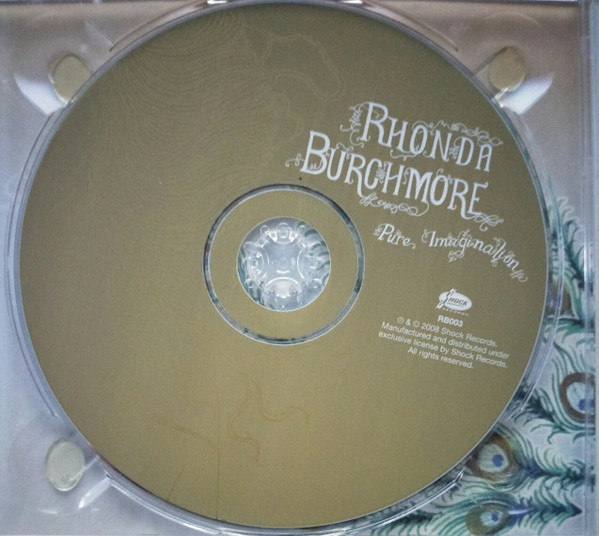 RHONDA
BURCHMORE
Pure Imagination
SHOCK
RECORDS
RB003
℗ & © 2008 Shock Records.
Manufactured and distributed under
exclusive license by Shock Records.
All rights reserved.